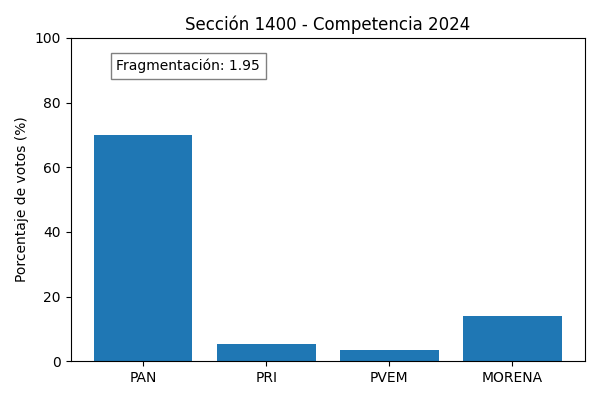 Sección 1400 - Competencia 2024
Fragmentación: 1.95
Porcentaje de votos (%)
100
80
60
40
20
0
PAN PRI PVEM MORENA